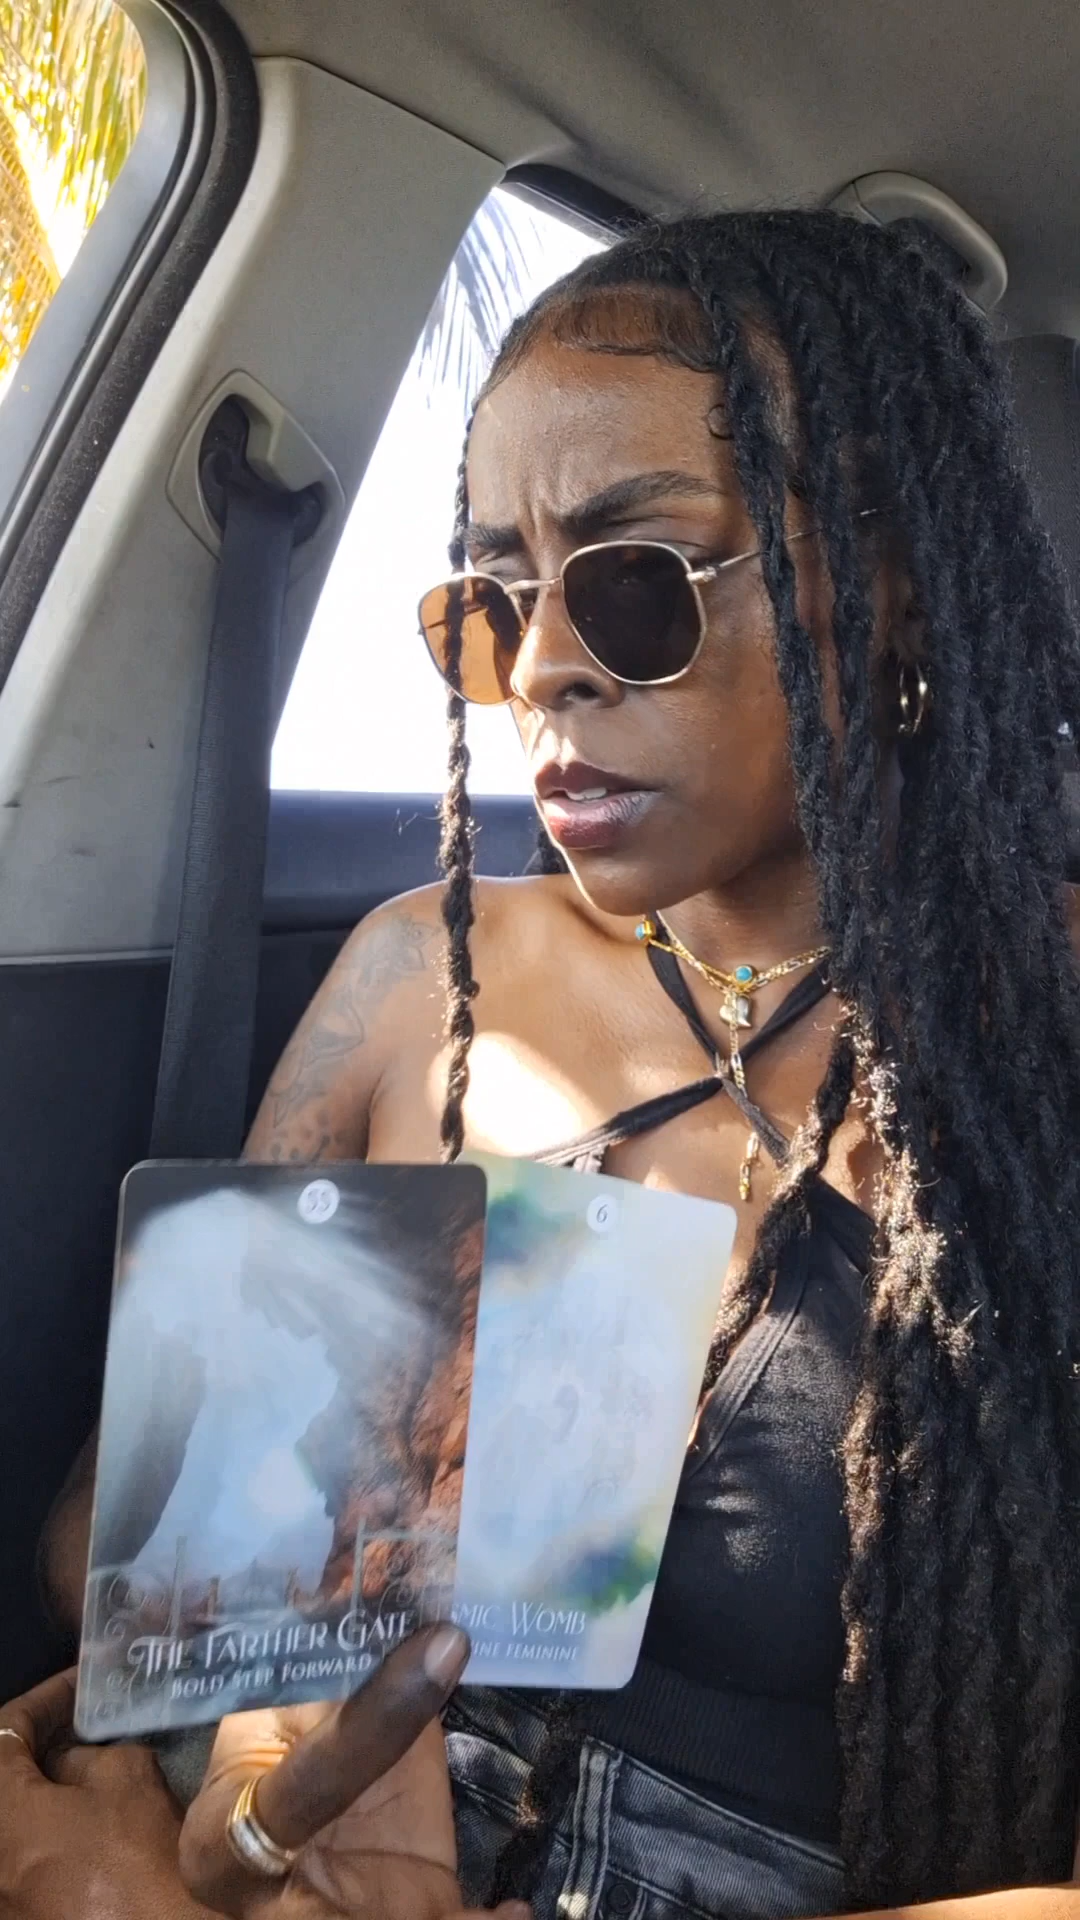 55
THE FARTHER GATE
BOLD STEP FORWARD
6
SMIC WOMB
INE FEMININE